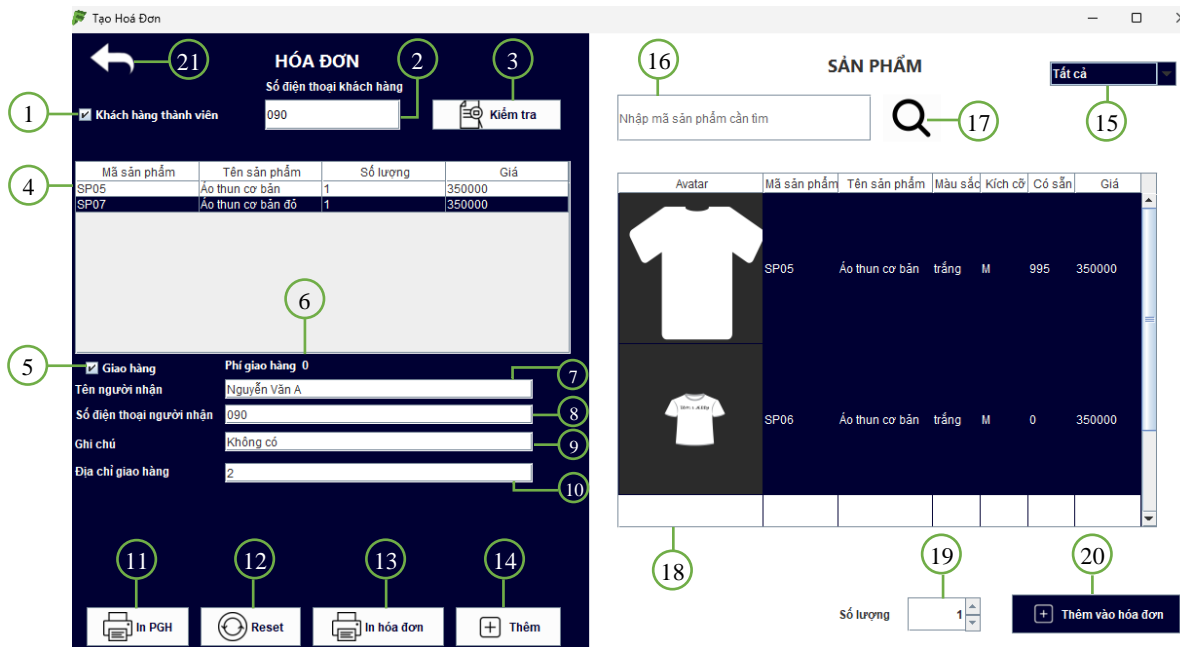 Tạo Hoá Đơn
21
HÓA ĐƠN
2
3
Số điện thoại khách hàng
1
Khách hàng thành viên
090
Kiểm tra
4
Mã sản phẩm Tên sản phẩm Số lượng Giá
SP05 Áo thun cơ bản 1 350000
SP07 Áo thun cơ bản đỏ 1 350000
6
5
Giao hàng
Phí giao hàng 0
Tên người nhận Nguyễn Văn A
7
Số điện thoại người nhận 090
8
Ghi chú Không có
9
Địa chỉ giao hàng 2
10
11
12
13
14
In PGH
Reset
In hóa đơn
Thêm
16
SẢN PHẨM
Tất cả
15
Nhập mã sản phẩm cần tìm
17
Avatar Mã sản phẩm Tên sản phẩm Màu sắc Kích cỡ Có sẵn Giá
SP05 Áo thun cơ bản trắng M 995 350000
SP06 Áo thun cơ bản trắng M 0 350000
18
19
20
Số lượng 1
Thêm vào hóa đơn